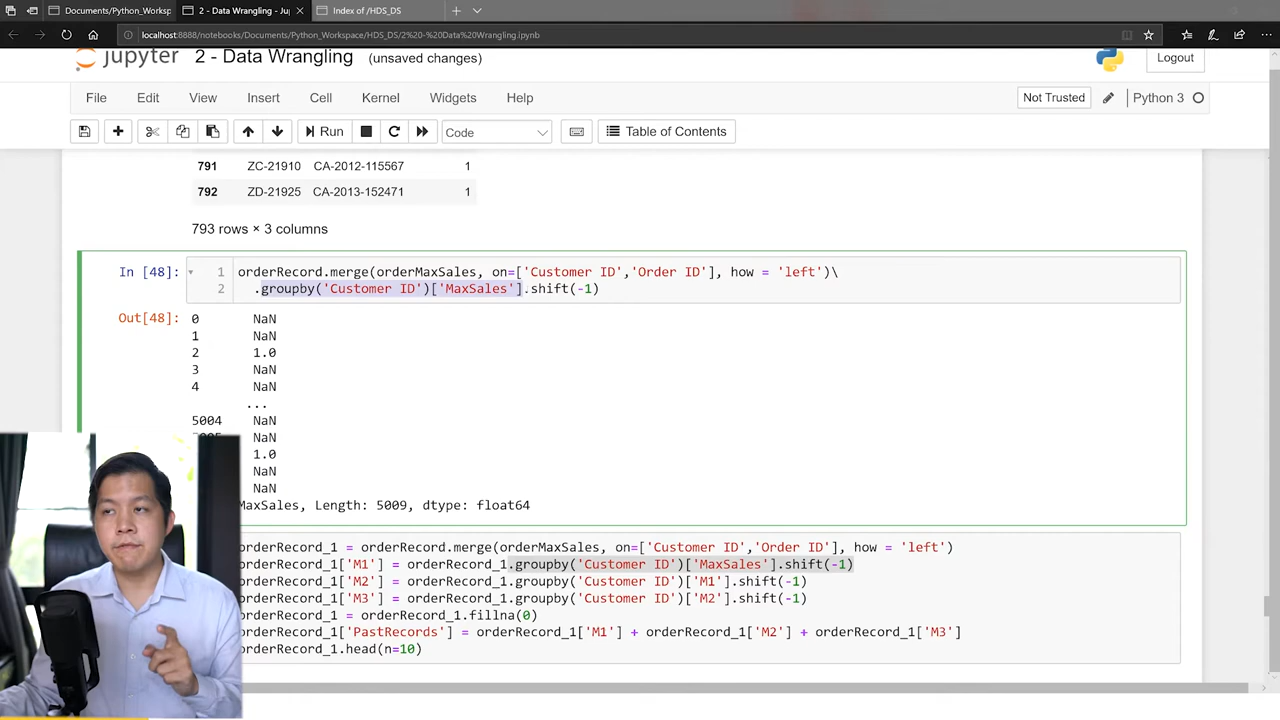 Documents/Python_Worksp
2 - Data Wrangling - Ju
Index of /HDS_DS
localhost:8888/notebooks/Documents/Python_Workspace/HDS_DS/2%20-%20Data%20Wrangling.ipynb
jupyter 2 - Data Wrangling (unsaved changes)
Logout
File Edit View Insert Cell Kernel Widgets Help
Not Trusted
Python 3
Run
Code
Table of Contents
791 ZC-21910 CA-2012-115567 1
792 ZD-21925 CA-2013-152471 1
793 rows × 3 columns
In [48]:
1 orderRecord.merge(orderMaxSales, on=['Customer ID','Order ID'], how = 'left')\
2 .groupby('Customer ID')['MaxSales'].shift(-1)
Out[48]:
0 NaN
1 NaN
2 1.0
3 NaN
4 NaN
...
5004 NaN
NaN
1.0
NaN
NaN
MaxSales, Length: 5009, dtype: float64
orderRecord_1 = orderRecord.merge(orderMaxSales, on=['Customer ID','Order ID'], how = 'left')
orderRecord_1['M1'] = orderRecord_1.groupby('Customer ID')['MaxSales'].shift(-1)
orderRecord_1['M2'] = orderRecord_1.groupby('Customer ID')['M1'].shift(-1)
orderRecord_1['M3'] = orderRecord_1.groupby('Customer ID')['M2'].shift(-1)
orderRecord_1 = orderRecord_1.fillna(0)
orderRecord_1['PastRecords'] = orderRecord_1['M1'] + orderRecord_1['M2'] + orderRecord_1['M3']
orderRecord_1.head(n=10)